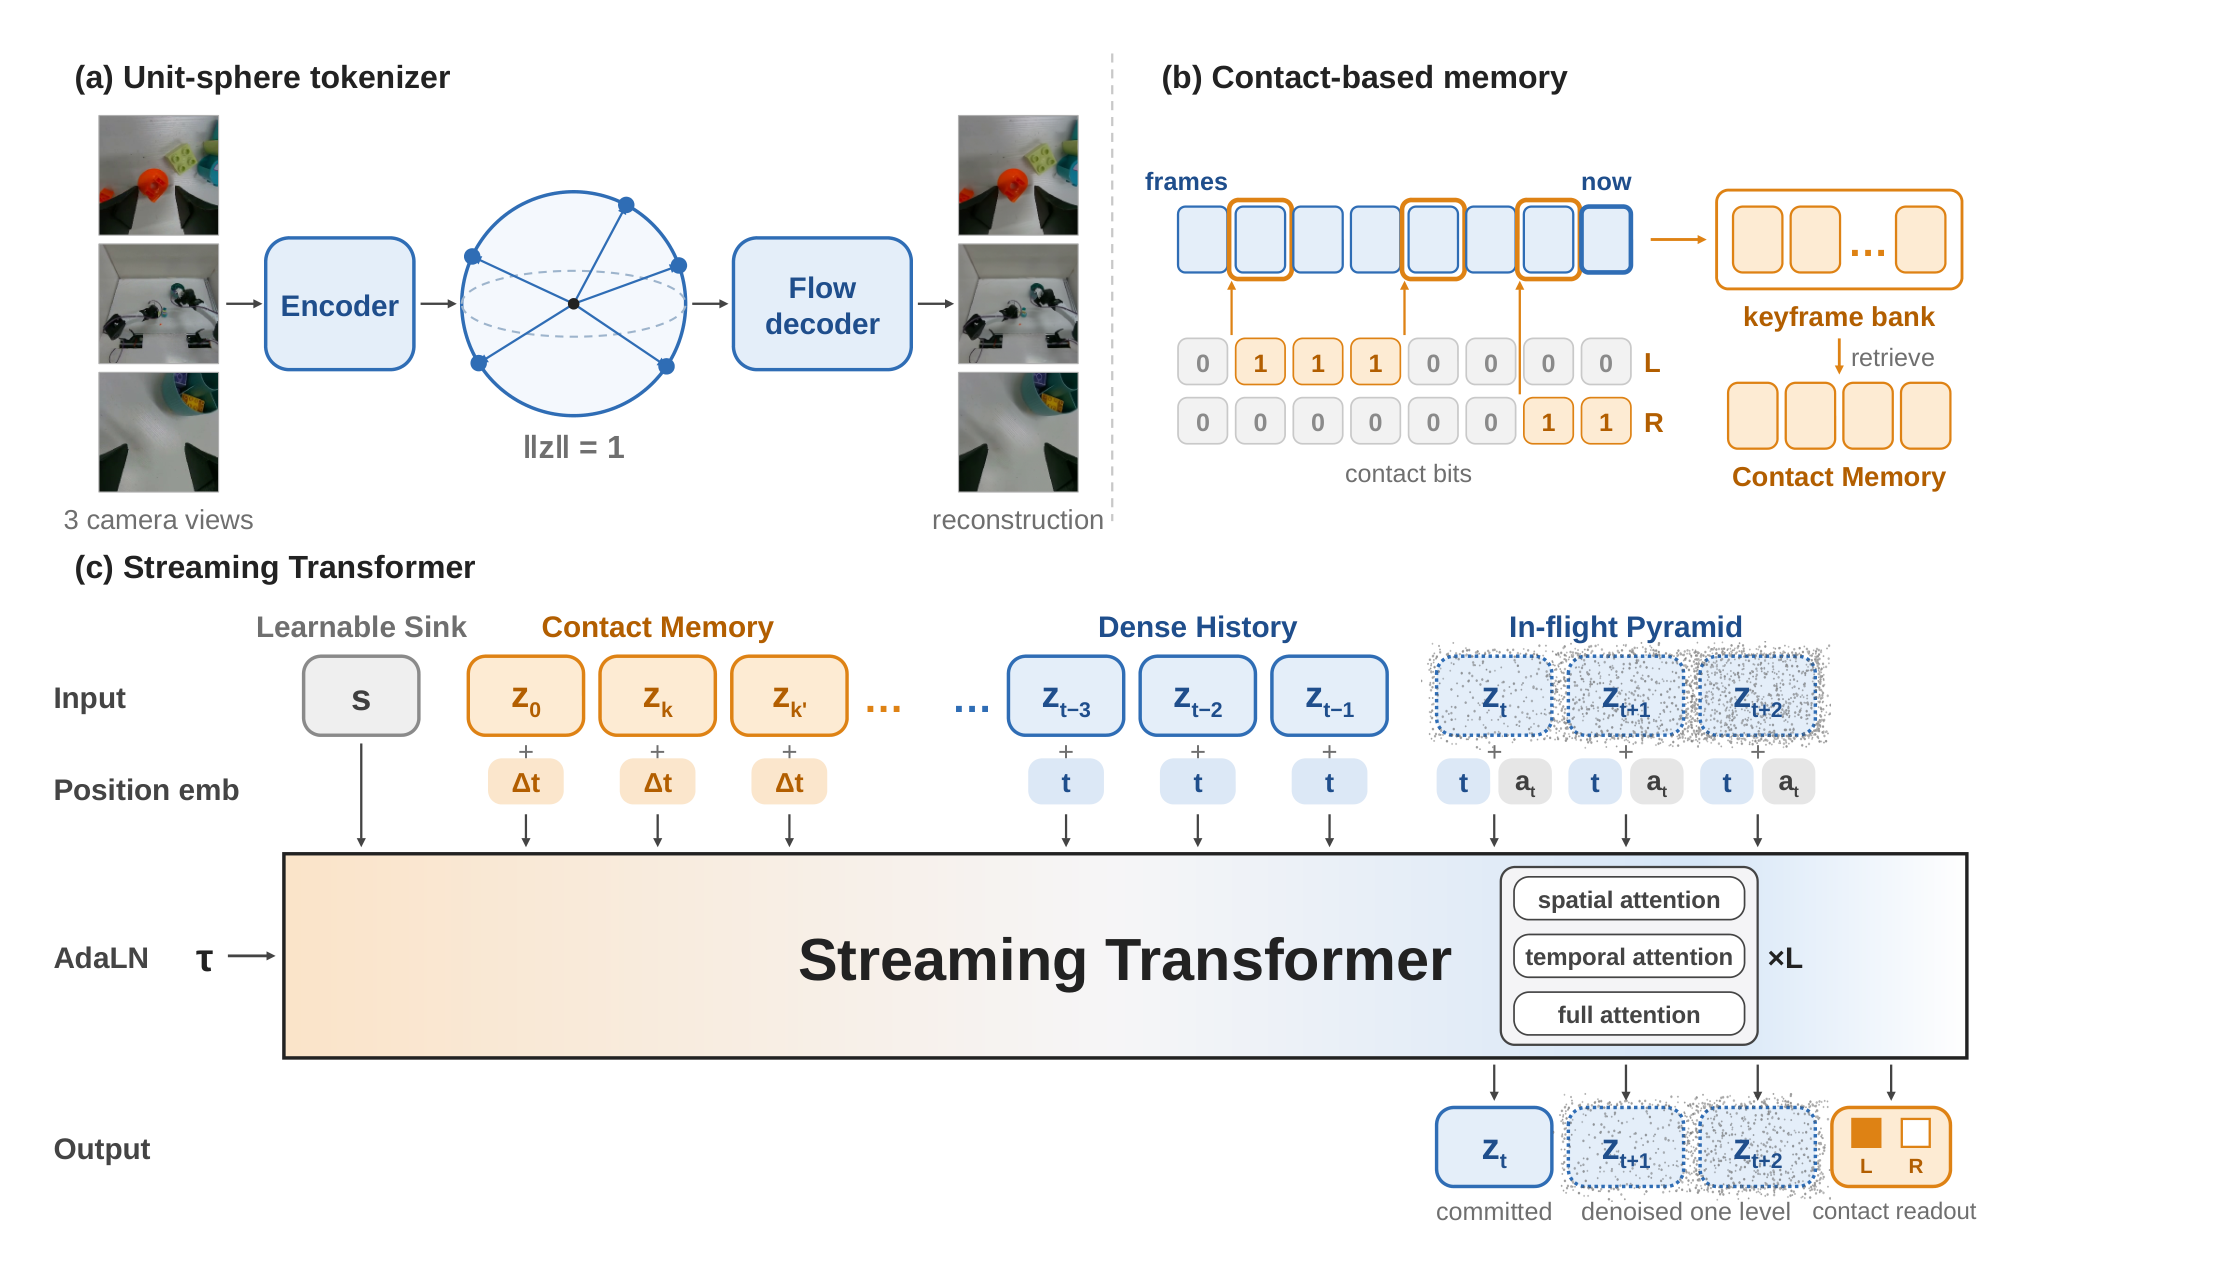 (a) Unit-sphere tokenizer
Encoder
Flow
decoder
‖z‖ = 1
3 camera views
reconstruction
(b) Contact-based memory
frames
now
0 1 1 1 0 0 0 0 L
0 0 0 0 0 0 1 1 R
contact bits
...
keyframe bank
retrieve
Contact Memory
(c) Streaming Transformer
Learnable Sink
Contact Memory
Dense History
In-flight Pyramid
Input
s
z0 zk zk' ... ... zt−3 zt−2 zt−1 zt zt+1 zt+2
+ + + + + + + + +
Position emb
Δt Δt Δt t t t t at t at t at
AdaLN
τ
Streaming Transformer
spatial attention
temporal attention
full attention
×L
Output
zt zt+1 zt+2 L R
committed
denoised one level
contact readout